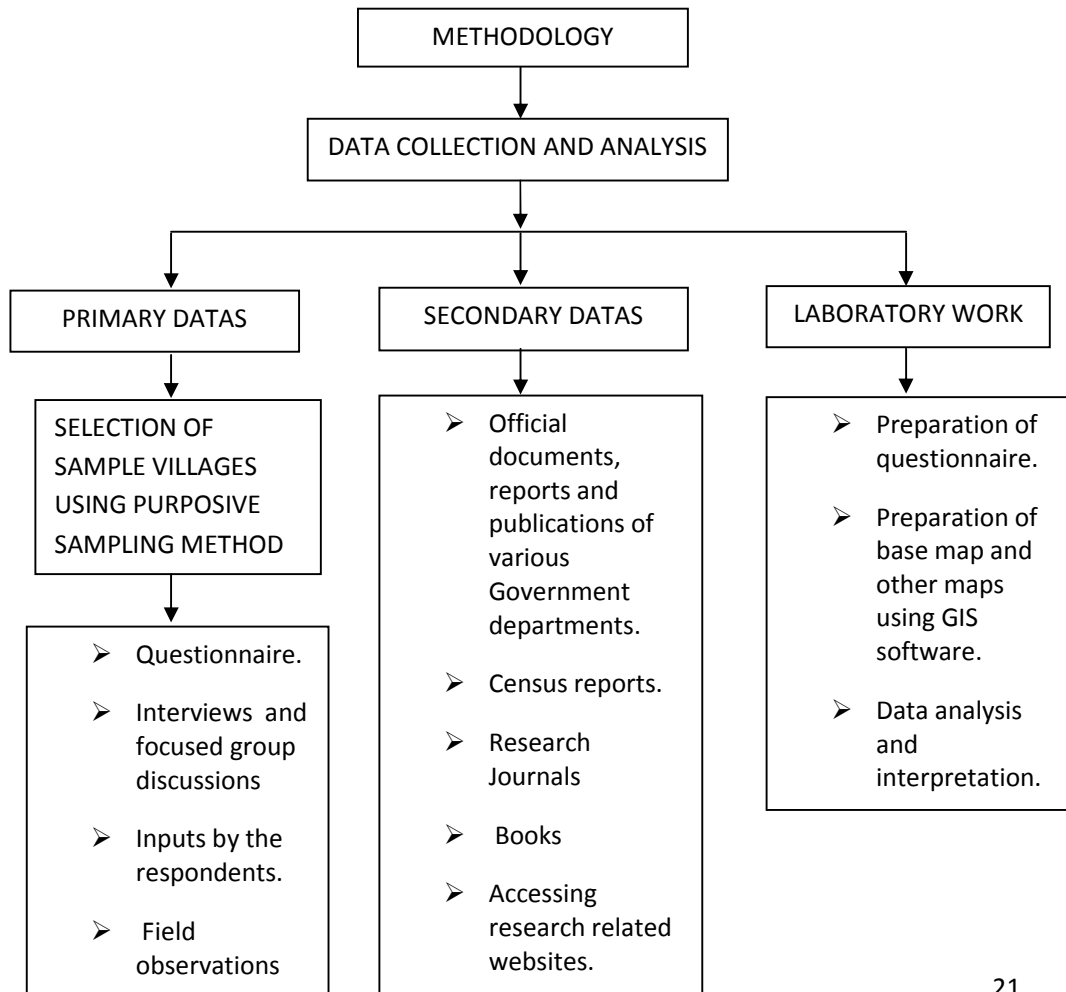 METHODOLOGY
DATA COLLECTION AND ANALYSIS
PRIMARY DATAS
SELECTION OF
SAMPLE VILLAGES
USING PURPOSIVE
SAMPLING METHOD
➢ Questionnaire.
➢ Interviews and
focused group
discussions
➢ Inputs by the
respondents.
➢ Field
observations
SECONDARY DATAS
➢ Official
documents,
reports and
publications of
various
Government
departments.
➢ Census reports.
➢ Research
Journals
➢ Books
➢ Accessing
research related
websites.
LABORATORY WORK
➢ Preparation of
questionnaire.
➢ Preparation of
base map and
other maps
using GIS
software.
➢ Data analysis
and
interpretation.
21